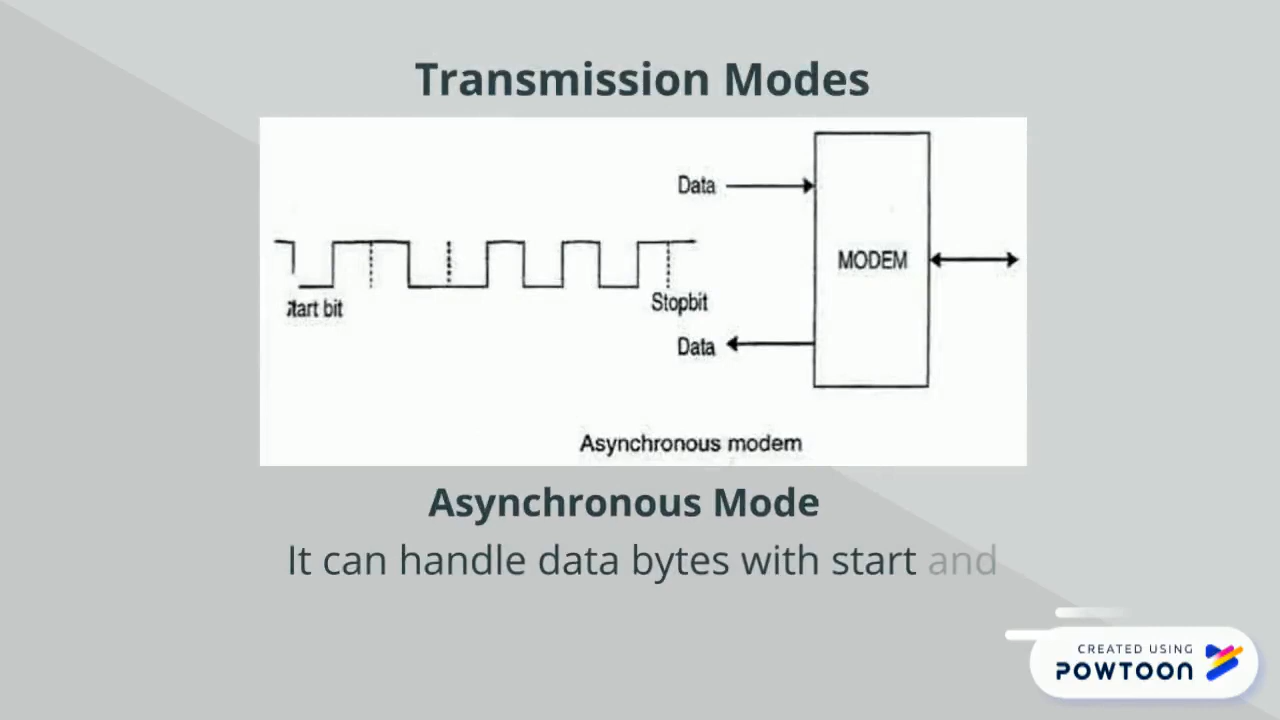 Transmission Modes
Data
MODEM
tart bit
Stopbit
Data
Asynchronous modem
Asynchronous Mode
It can handle data bytes with start and
CREATED USING
POWTOON